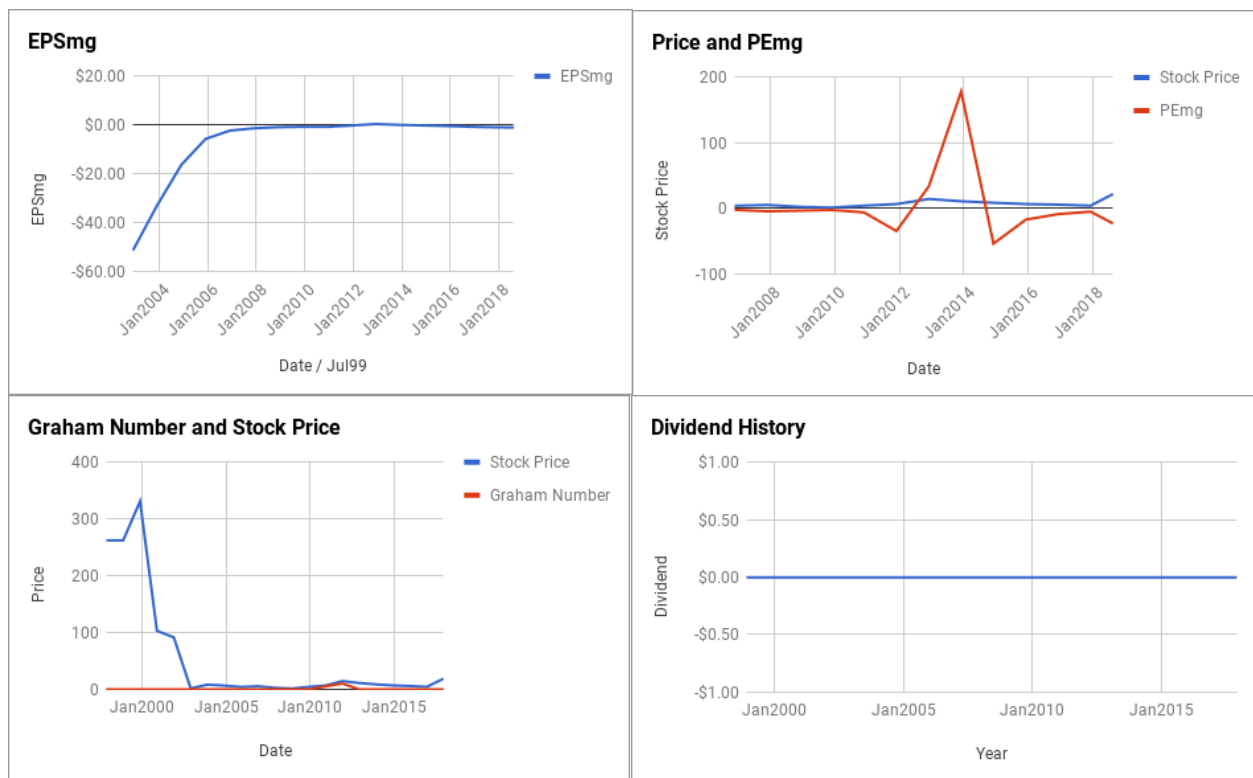 EPSmg
$20.00
$0.00
-$20.00
-$40.00
-$60.00
EPSmg
EPSmg
Jan2004
Jan2006
Jan2008
Jan2010
Jan2012
Jan2014
Jan2016
Jan2018
Date / Jul99
Price and PEmg
200
100
0
-100
Stock Price
Stock Price
PEmg
Jan2008
Jan2010
Jan2012
Jan2014
Jan2016
Jan2018
Date
Graham Number and Stock Price
400
300
200
100
0
Price
Stock Price
Graham Number
Jan2000
Jan2005
Jan2010
Jan2015
Date
Dividend History
$1.00
$0.50
$0.00
-$0.50
-$1.00
Dividend
Jan2000
Jan2005
Jan2010
Jan2015
Year